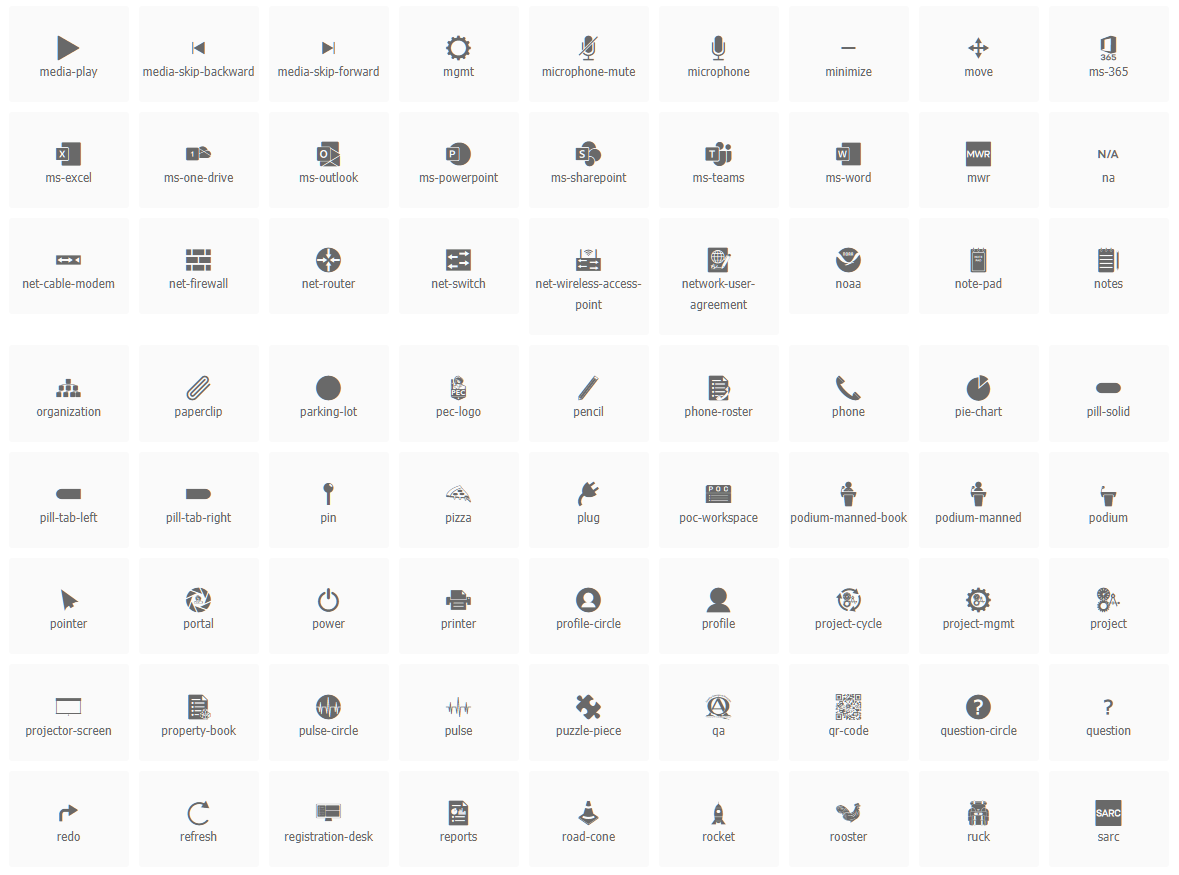 media-play
media-skip-backward
media-skip-forward
mgmt
microphone-mute
microphone
minimize
move
365
ms-365
X
ms-excel
1
ms-one-drive
O
ms-outlook
P
ms-powerpoint
S
ms-sharepoint
T
ms-teams
W
ms-word
MWR
mwr
N/A
na
net-cable-modem
net-firewall
net-router
net-switch
net-wireless-access-
point
network-user-
agreement
noaa
note-pad
notes
organization
paperclip
parking-lot
PEC
pec-logo
pencil
phone-roster
phone
pie-chart
pill-solid
pill-tab-left
pill-tab-right
pin
pizza
plug
POC
poc-workspace
podium-manned-book
podium-manned
podium
pointer
portal
power
printer
profile-circle
profile
project-cycle
project-mgmt
project
projector-screen
property-book
pulse-circle
pulse
puzzle-piece
qa
qr-code
?
question-circle
?
question
redo
refresh
registration-desk
reports
road-cone
rocket
rooster
ruck
SARC
sarc